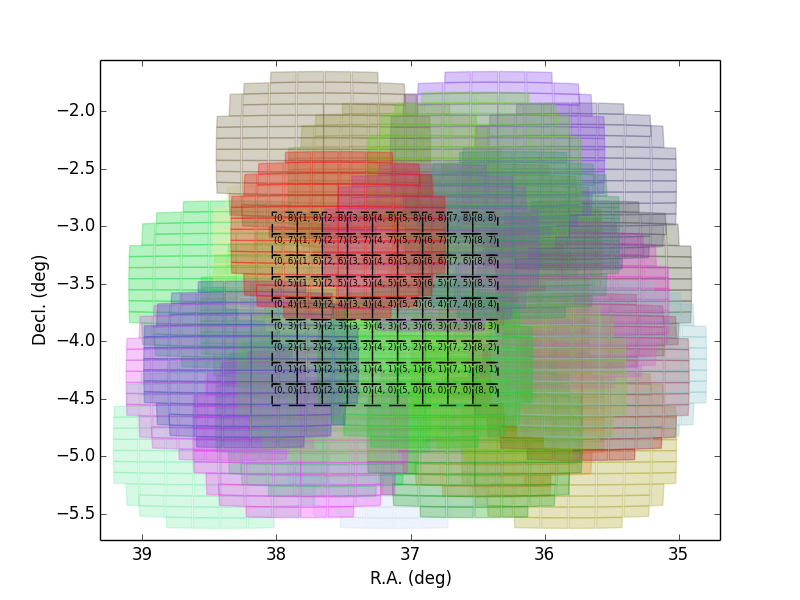 −2.0
−2.5
−3.0
−3.5
−4.0
−4.5
−5.0
−5.5
Decl. (deg)
(0, 8) (1, 8) (2, 8) (3, 8) (4, 8) (5, 8) (6, 8) (7, 8) (8, 8)
(0, 7) (1, 7) (2, 7) (3, 7) (4, 7) (5, 7) (6, 7) (7, 7) (8, 7)
(0, 6) (1, 6) (2, 6) (3, 6) (4, 6) (5, 6) (6, 6) (7, 6) (8, 6)
(0, 5) (1, 5) (2, 5) (3, 5) (4, 5) (5, 5) (6, 5) (7, 5) (8, 5)
(0, 4) (1, 4) (2, 4) (3, 4) (4, 4) (5, 4) (6, 4) (7, 4) (8, 4)
(0, 3) (1, 3) (2, 3) (3, 3) (4, 3) (5, 3) (6, 3) (7, 3) (8, 3)
(0, 2) (1, 2) (2, 2) (3, 2) (4, 2) (5, 2) (6, 2) (7, 2) (8, 2)
(0, 1) (1, 1) (2, 1) (3, 1) (4, 1) (5, 1) (6, 1) (7, 1) (8, 1)
(0, 0) (1, 0) (2, 0) (3, 0) (4, 0) (5, 0) (6, 0) (7, 0) (8, 0)
39 38 37 36 35
R.A. (deg)